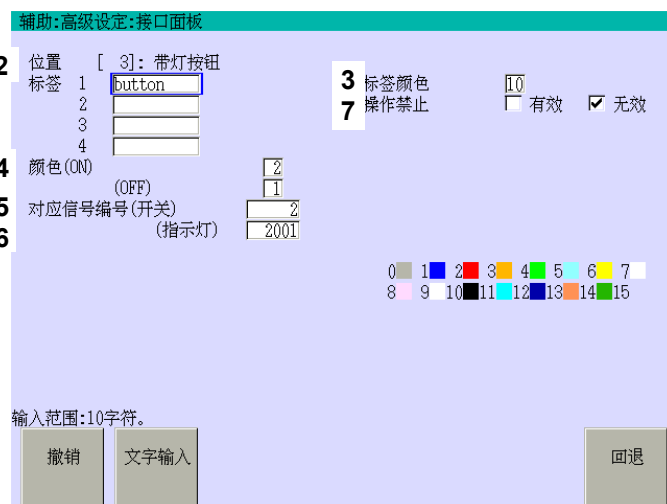 辅助:高级设定:接口面板
2 位置 [ 3]: 带灯按钮
标签 1 button
2
3
4
3 标签颜色 10
7 操作禁止 有效 无效
4 颜色(ON) 2
(OFF) 1
5 对应信号编号(开关) 2
6 (指示灯) 2001
0 1 2 3 4 5 6 7
8 9 10 11 12 13 14 15
输入范围:10字符。
撤销 文字输入 回退